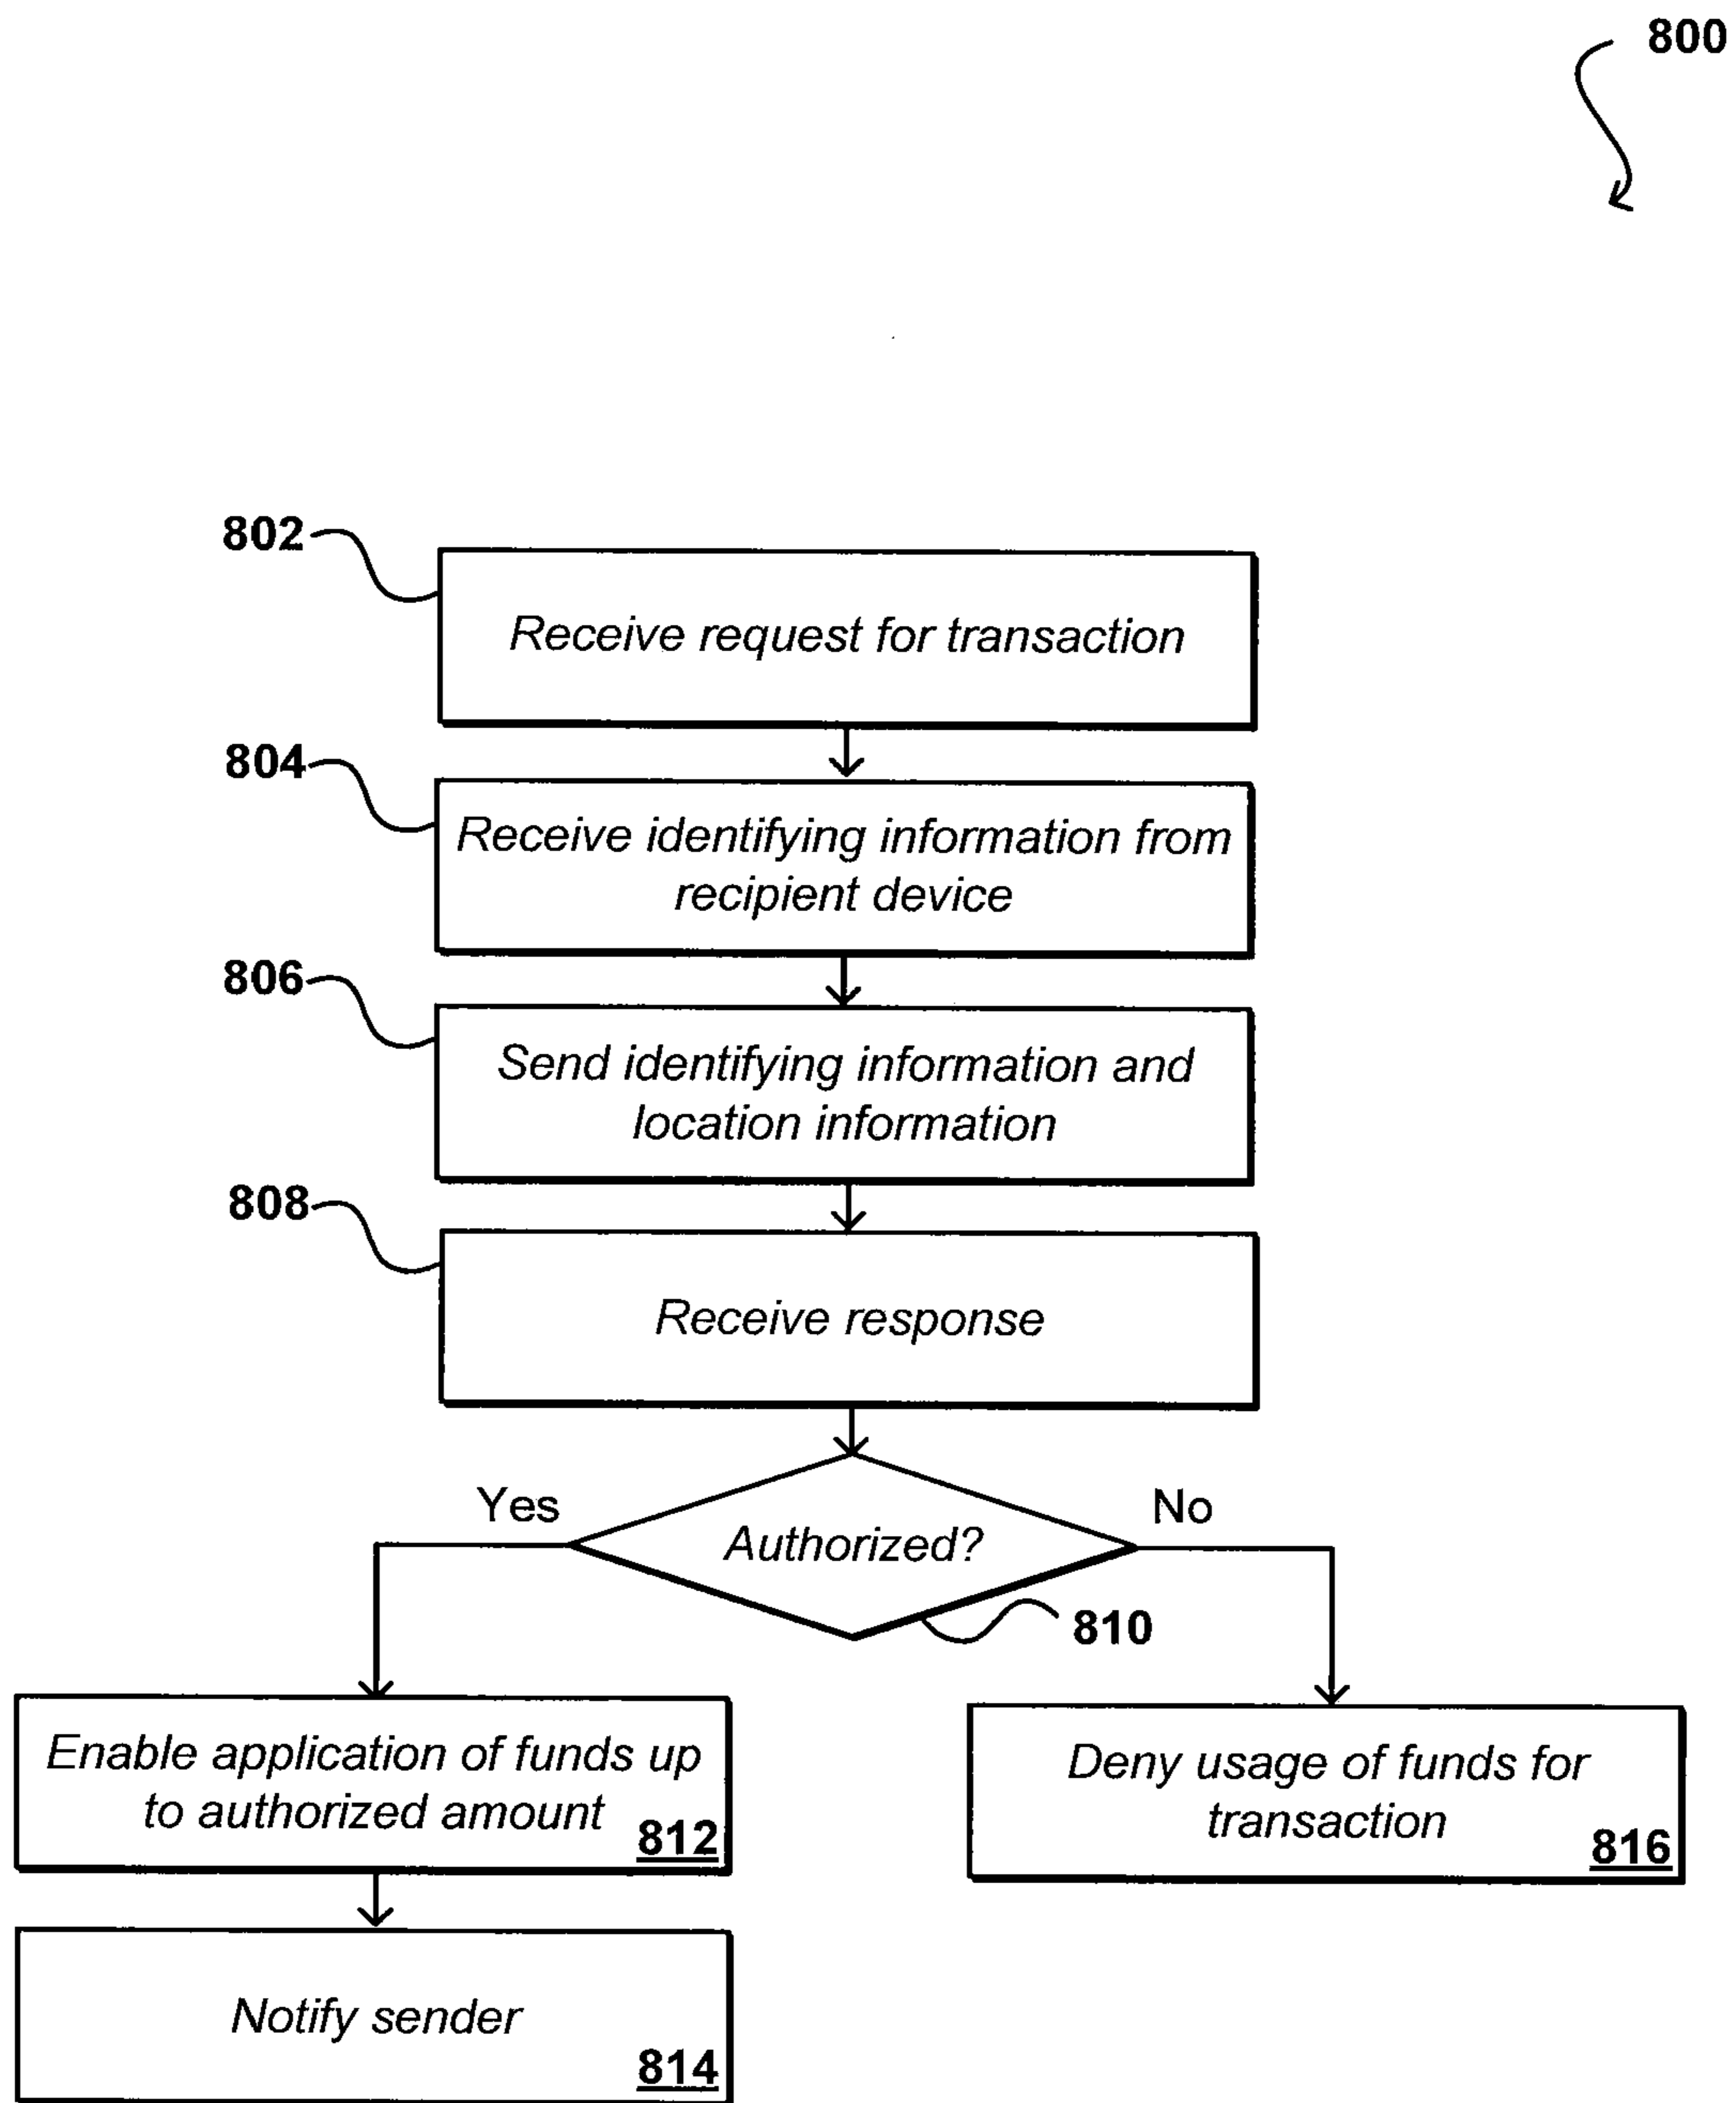 800
802
Receive request for transaction
804
Receive identifying information from
recipient device
806
Send identifying information and
location information
808
Receive response
Yes
No
Authorized?
810
Enable application of funds up
to authorized amount
812
Deny usage of funds for
transaction
816
Notify sender
814